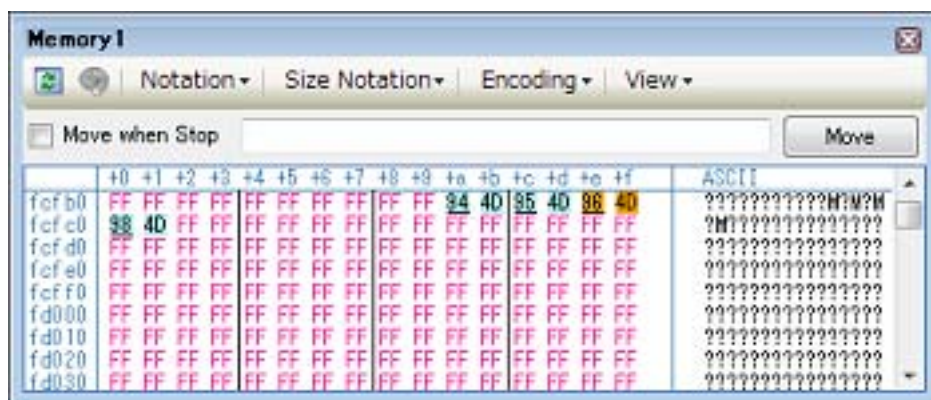 Memory1
Notation Size Notation Encoding View
Move when Stop Move
+0 +1 +2 +3 +4 +5 +6 +7 +8 +9 +a +b +c +d +e +f ASCII
fcfb0 FF FF FF FF FF FF FF FF FF FF 94 4D 95 4D 96 4D ???????????M?M?M
fcfc0 98 4D FF FF FF FF FF FF FF FF FF FF FF FF FF FF ?M??????????????
fcfd0 FF FF FF FF FF FF FF FF FF FF FF FF FF FF FF FF ????????????????
fcfe0 FF FF FF FF FF FF FF FF FF FF FF FF FF FF FF FF ????????????????
fcff0 FF FF FF FF FF FF FF FF FF FF FF FF FF FF FF FF ????????????????
fd000 FF FF FF FF FF FF FF FF FF FF FF FF FF FF FF FF ????????????????
fd010 FF FF FF FF FF FF FF FF FF FF FF FF FF FF FF FF ????????????????
fd020 FF FF FF FF FF FF FF FF FF FF FF FF FF FF FF FF ????????????????
fd030 FF FF FF FF FF FF FF FF FF FF FF FF FF FF FF FF ????????????????